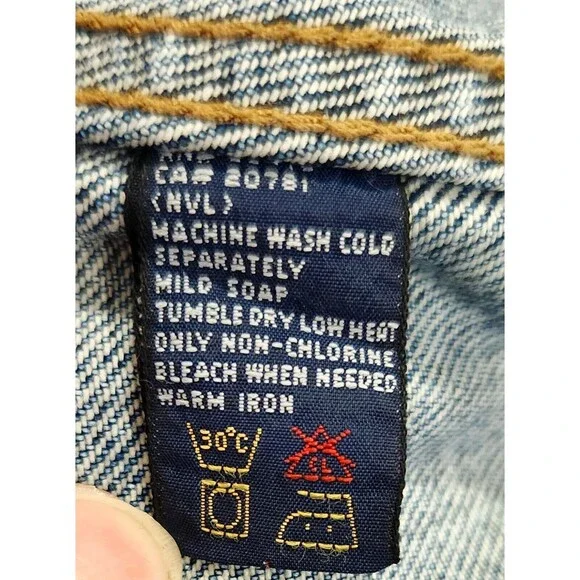 CA# 20781
<NVL>
MACHINE WASH COLD
SEPARATELY
MILD SOAP
TUMBLE DRY LOW HEAT
ONLY NON-CHLORINE
BLEACH WHEN NEEDED
WARM IRON
30°C
CL